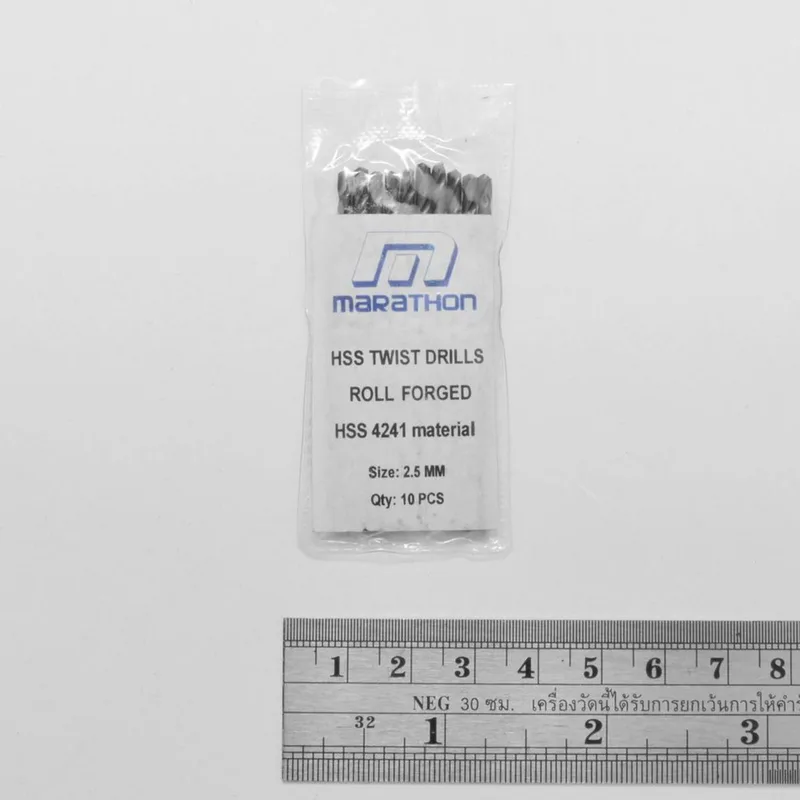 MARATHON
HSS TWIST DRILLS
ROLL FORGED
HSS 4241 material
Size: 2.5 MM
Qty: 10 PCS
1 2 3 4 5 6 7 8
NEG 30 ซม. เครื่องวัดนี้ได้รับการยกเว้นการให้คำรั
32 1 2 3